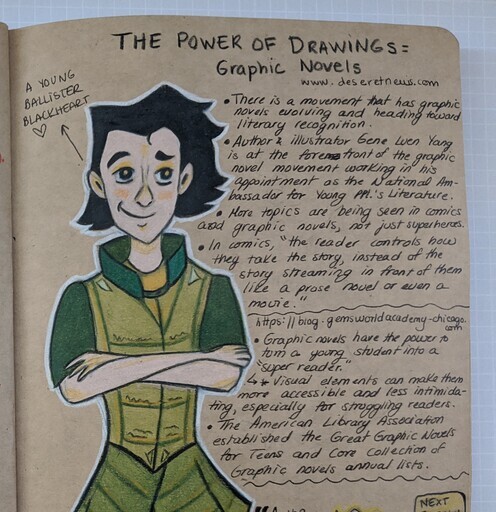 THE POWER OF DRAWINGS=
Graphic Novels
www.deseretnews.com
A YOUNG
BALLISTER
BLACKHEART
• There is a movement that has graphic
novels evolving and heading toward
literary recognition.
• Author & illustrator Gene Luen Yang
is at the forefront of the graphic
novel movement working in his
appointment as the National Am-
bassador for Young Ppl.'s Literature.
• More topics are being seen in comics
and graphic novels, not just superheroes.
• In comics, "the reader controls how
they take the story, instead of the
story streaming in front of them
like a prose novel or even a
movie."
https://blog.gemsworldacademy-chicago.
com
• Graphic novels have the power to
turn a young student into a
"super reader."
↳* Visual elements can make them
more accessible and less intimida-
ting, especially for struggling readers.
• The American Library Association
established the Great Graphic Novels
for Teens and Core Collection of
Graphic novels annual lists.
NEXT